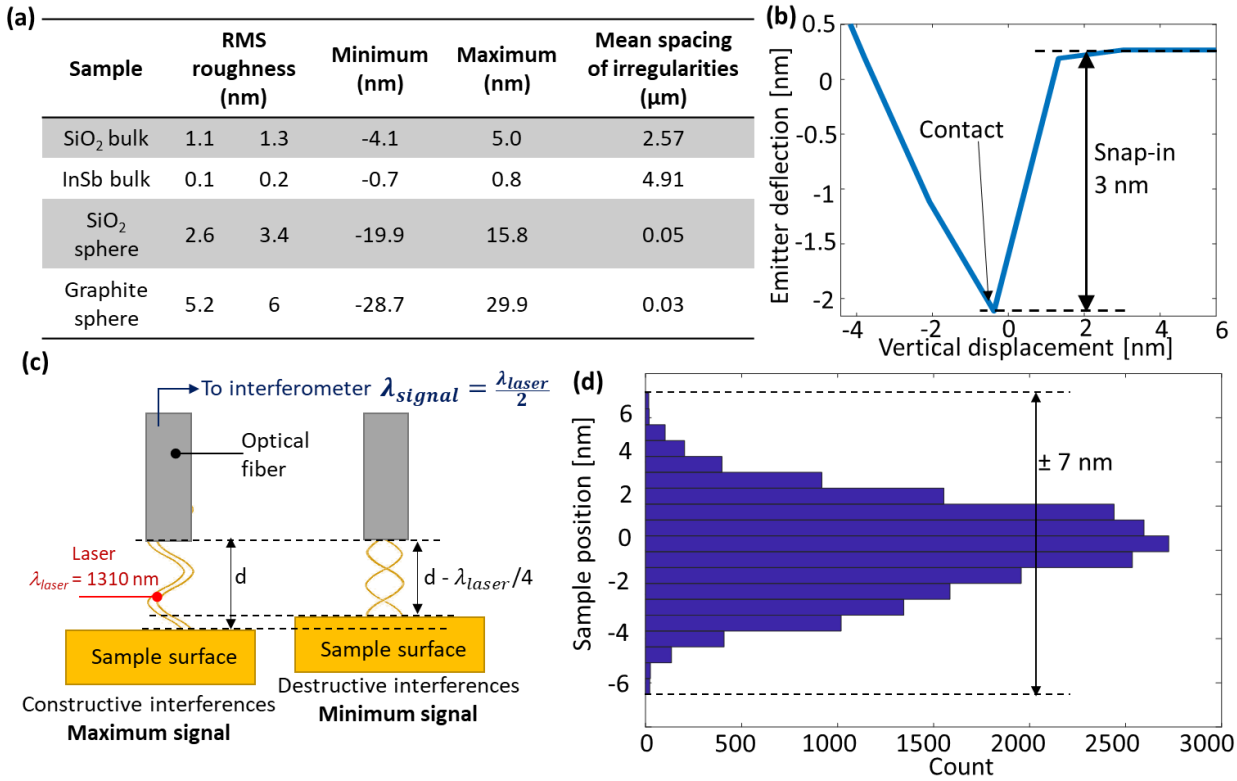 (a)
Sample RMS roughness (nm) Minimum (nm) Maximum (nm) Mean spacing of irregularities (μm)
SiO₂ bulk 1.1 1.3 -4.1 5.0 2.57
InSb bulk 0.1 0.2 -0.7 0.8 4.91
SiO₂ sphere 2.6 3.4 -19.9 15.8 0.05
Graphite sphere 5.2 6 -28.7 29.9 0.03
(b)
Emitter deflection [nm]
0.5
0
-0.5
-1
-1.5
-2
Contact
Snap-in
3 nm
-4 -2 0 2 4 6
Vertical displacement [nm]
(c)
To interferometer λsignal = λlaser/2
Optical
fiber
Laser
λlaser = 1310 nm
d
d - λlaser/4
Sample surface
Sample surface
Constructive interferences
Maximum signal
Destructive interferences
Minimum signal
(d)
Sample position [nm]
6
4
2
0
-2
-4
-6
± 7 nm
0 500 1000 1500 2000 2500 3000
Count